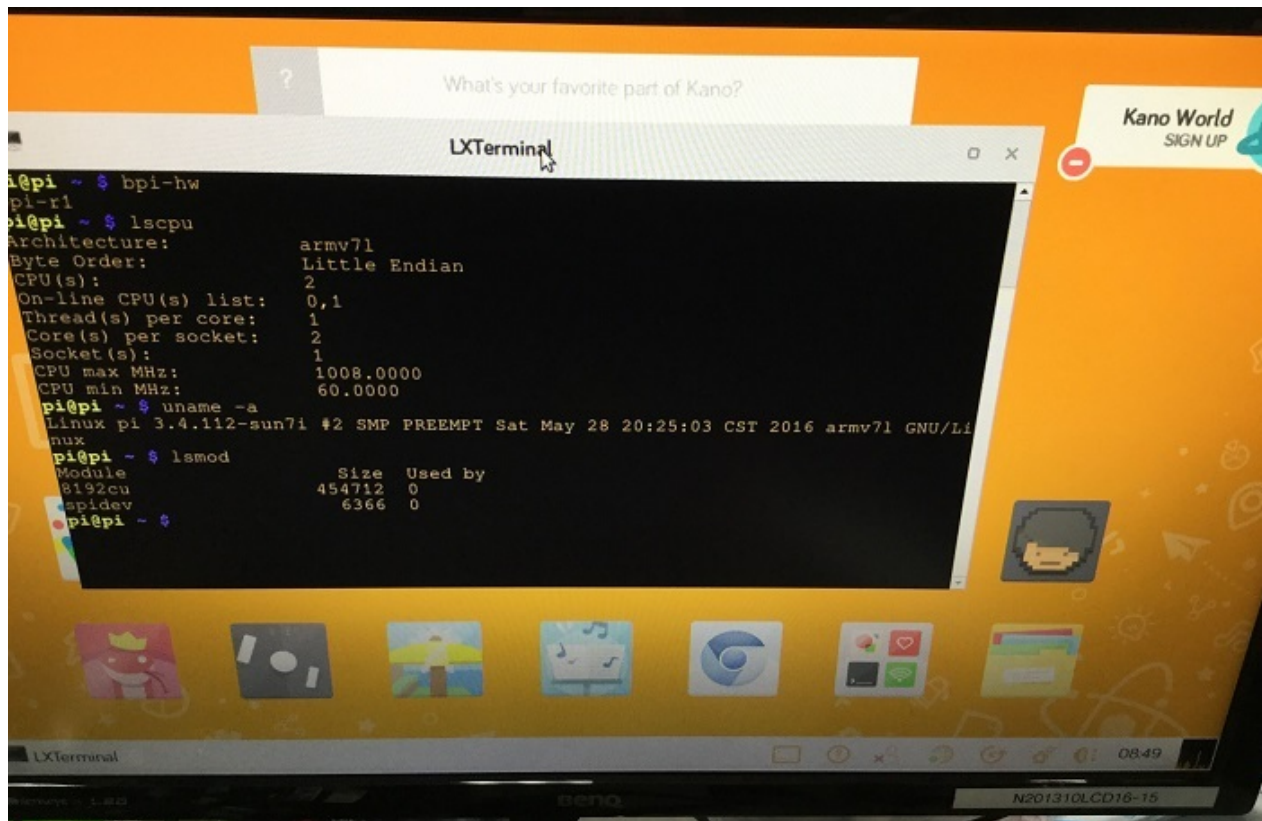 ?
What's your favorite part of Kano?
Kano World
SIGN UP
LXTerminal
i@pi ~ $ bpi-hw
pi-r1
pi@pi ~ $ lscpu
Architecture: armv7l
Byte Order: Little Endian
CPU(s): 2
On-line CPU(s) list: 0,1
Thread(s) per core: 1
Core(s) per socket: 2
Socket(s): 1
CPU max MHz: 1008.0000
CPU min MHz: 60.0000
pi@pi ~ $ uname -a
Linux pi 3.4.112-sun7i #2 SMP PREEMPT Sat May 28 20:25:03 CST 2016 armv7l GNU/Li
nux
pi@pi ~ $ lsmod
Module Size Used by
8192cu 454712 0
spidev 6366 0
pi@pi ~ $
LXTerminal
08:49
BenQ
N201310LCD16-15